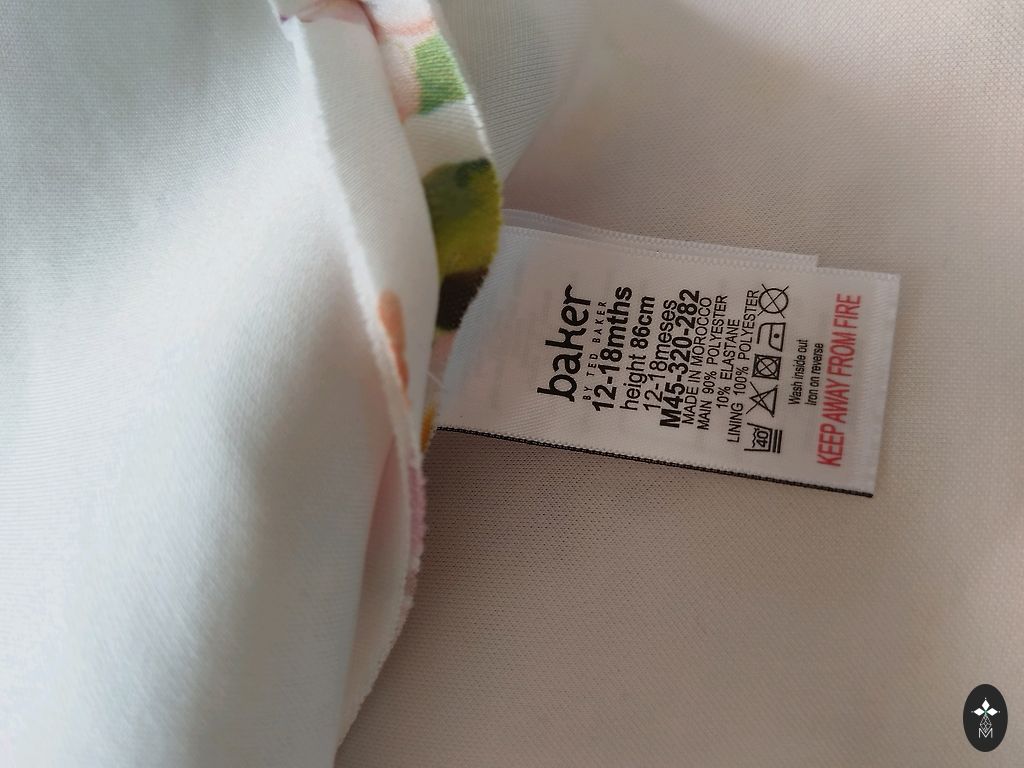 baker
BY TED BAKER
12-18mths
height 86cm
12-18meses
M45-320-282
MADE IN MOROCCO
MAIN 90% POLYESTER
10% ELASTANE
LINING 100% POLYESTER
40
Wash inside out
Iron on reverse
KEEP AWAY FROM FIRE
M